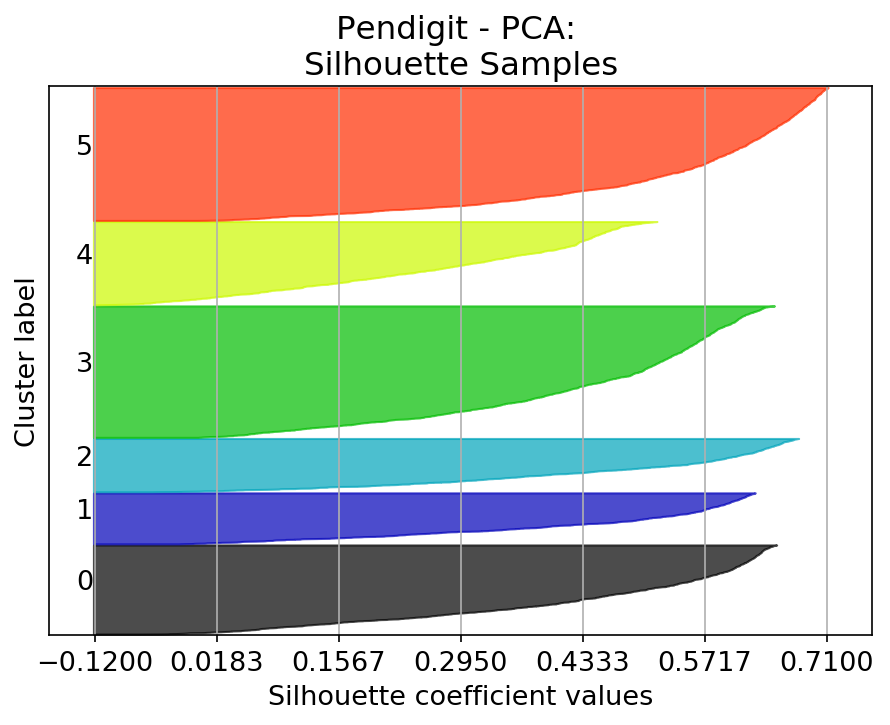 Pendigit - PCA:
Silhouette Samples
Cluster label
5
4
3
2
1
0
−0.1200 0.0183 0.1567 0.2950 0.4333 0.5717 0.7100
Silhouette coefficient values